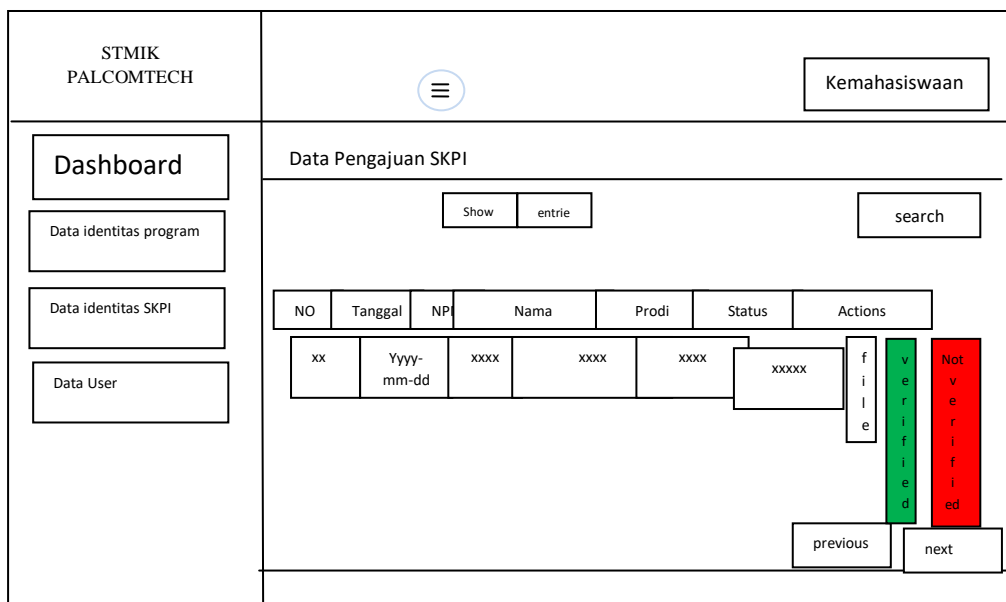 STMIK
PALCOMTECH
Kemahasiswaan
Dashboard
Data identitas program
Data identitas SKPI
Data User
Data Pengajuan SKPI
Show entrie
search
NO Tanggal Nama Prodi Status Actions
xx Yyyy-
mm-dd xxxx xxxx xxxx xxxxx file verified Not verified
previous next